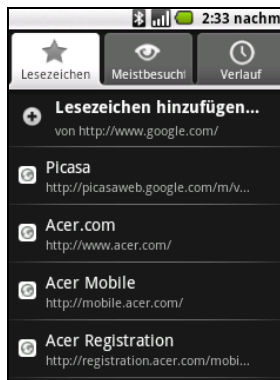 2:33 nachm
Lesezeichen Meistbesucht Verlauf
Lesezeichen hinzufügen...
von http://www.google.com/
Picasa
http://picasaweb.google.com/m/v...
Acer.com
http://www.acer.com/
Acer Mobile
http://mobile.acer.com/
Acer Registration
http://registration.acer.com/mobi...